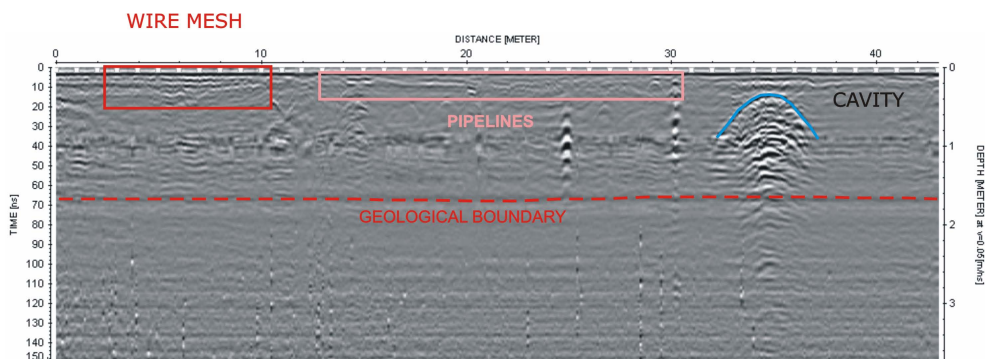 WIRE MESH
DISTANCE [METER]
0 10 20 30 40
0 0
10
20
CAVITY
PIPELINES
30
40 1
50
60
70
GEOLOGICAL BOUNDARY
80 2
90
100
110
120 3
130
140
150
TIME [ns]
DEPTH [METER] at v=0.05[m/ns]